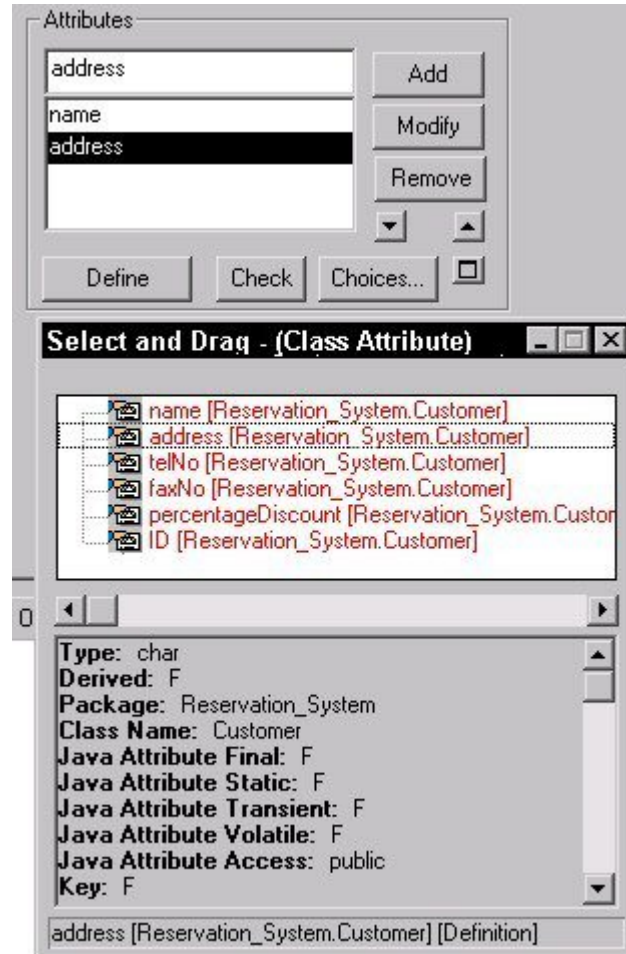 Attributes
address
Add
name
Modify
address
Remove
Define
Check
Choices...
Select and Drag - (Class Attribute)
name [Reservation_System.Customer]
address [Reservation_System.Customer]
telNo [Reservation_System.Customer]
faxNo [Reservation_System.Customer]
percentageDiscount [Reservation_System.Custor
ID [Reservation_System.Customer]
0
Type: char
Derived: F
Package: Reservation_System
Class Name: Customer
Java Attribute Final: F
Java Attribute Static: F
Java Attribute Transient: F
Java Attribute Volatile: F
Java Attribute Access: public
Key: F
address [Reservation_System.Customer] [Definition]